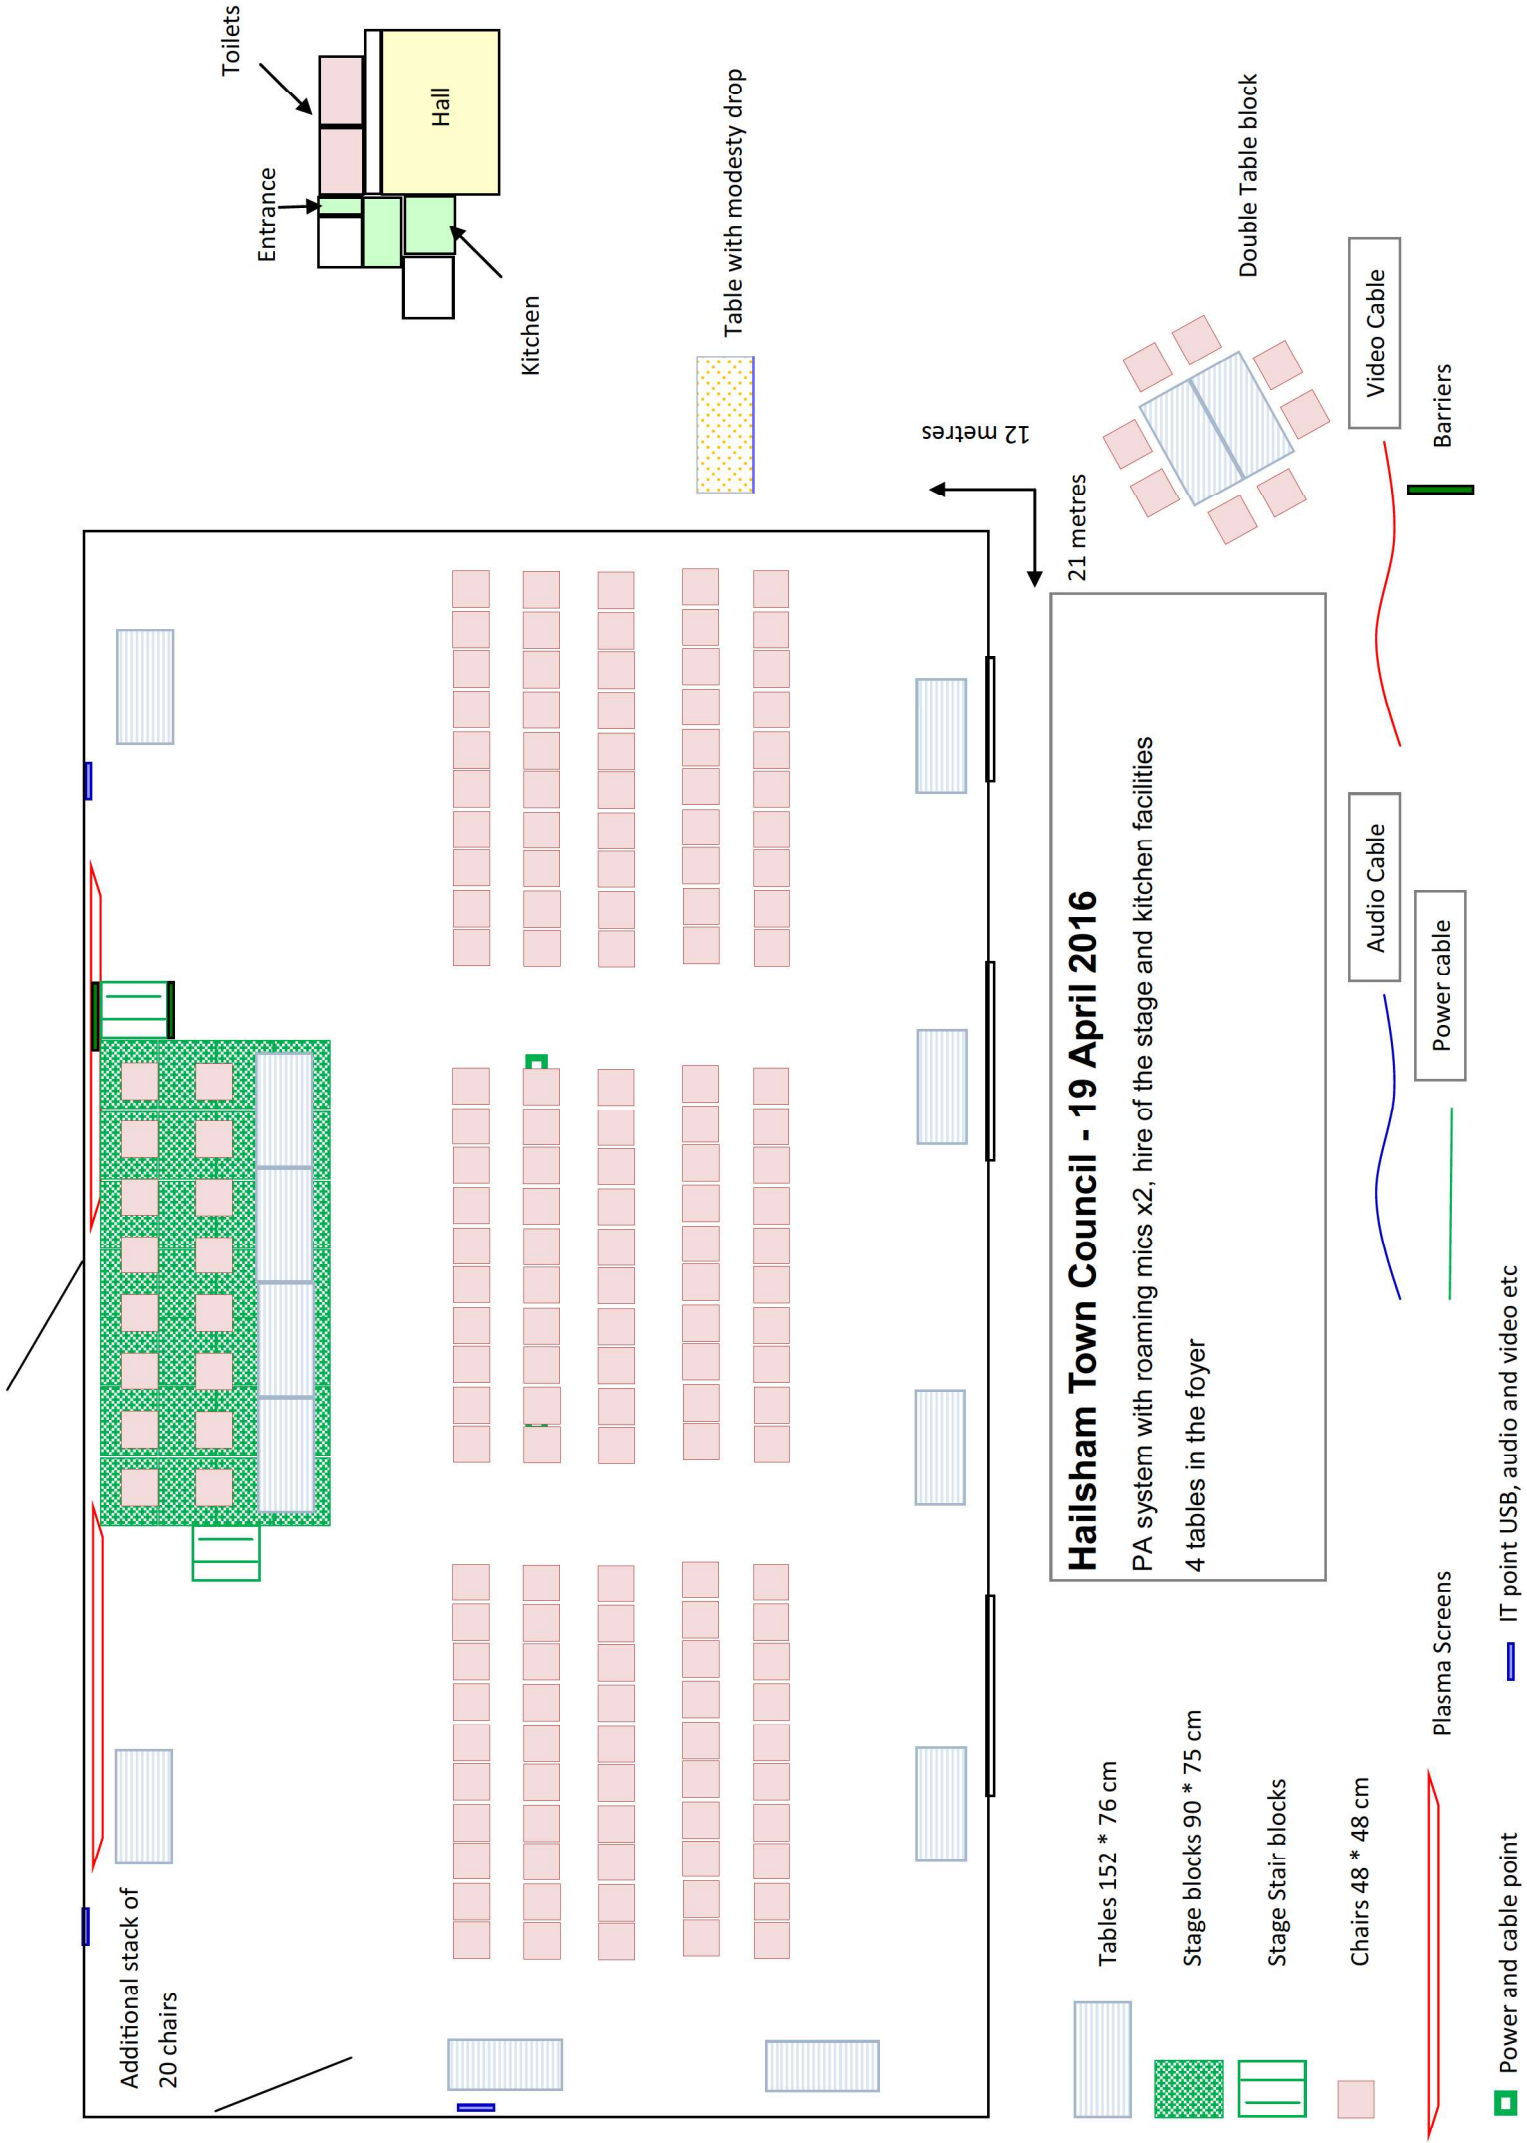 Additional stack of
20 chairs
Toilets
Entrance
Hall
Kitchen
Table with modesty drop
12 metres
21 metres
Double Table block
Hailsham Town Council - 19 April 2016
PA system with roaming mics x2, hire of the stage and kitchen facilities
4 tables in the foyer
Tables 152 * 76 cm
Stage blocks 90 * 75 cm
Stage Stair blocks
Chairs 48 * 48 cm
Audio Cable
Video Cable
Plasma Screens
Power cable
Barriers
Power and cable point
IT point USB, audio and video etc